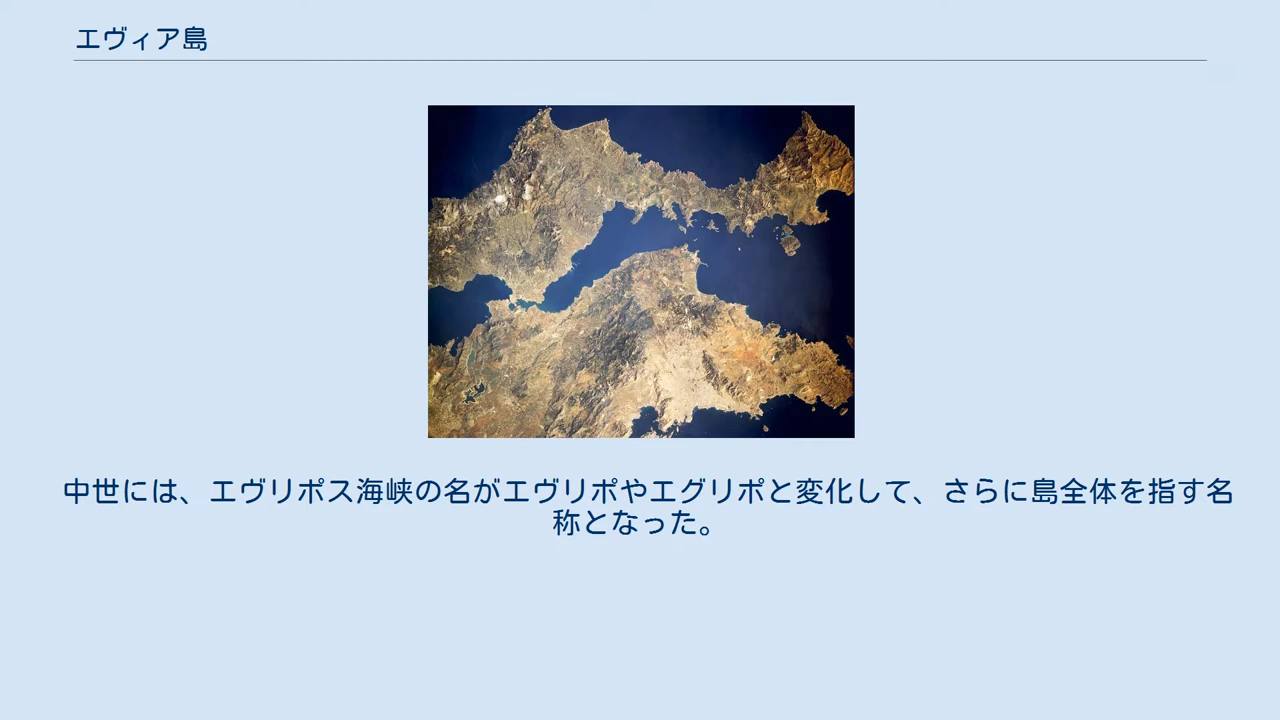 エヴィア島
中世には、エヴリポス海峡の名がエヴリポやエグリポと変化して、さらに島全体を指す名
称となった。